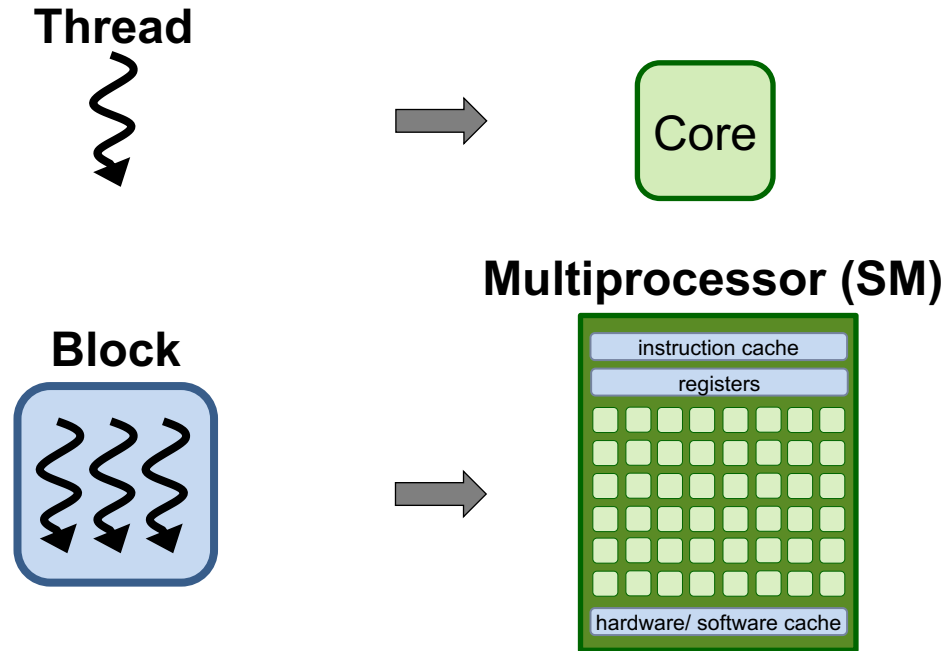 Thread
Core
Multiprocessor (SM)
Block
instruction cache
registers
hardware/ software cache